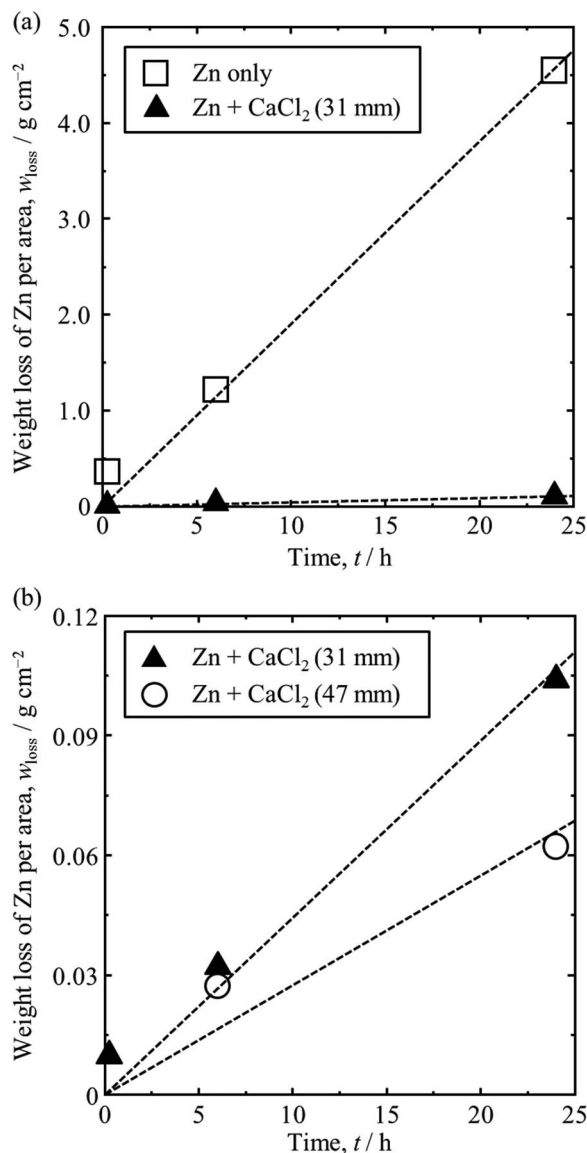 (a)
5.0
4.0
3.0
2.0
1.0
0
Weight loss of Zn per area, wloss / g cm−2
Zn only
Zn + CaCl2 (31 mm)
0 5 10 15 20 25
Time, t / h
(b)
0.12
0.09
0.06
0.03
0
Weight loss of Zn per area, wloss / g cm−2
Zn + CaCl2 (31 mm)
Zn + CaCl2 (47 mm)
0 5 10 15 20 25
Time, t / h